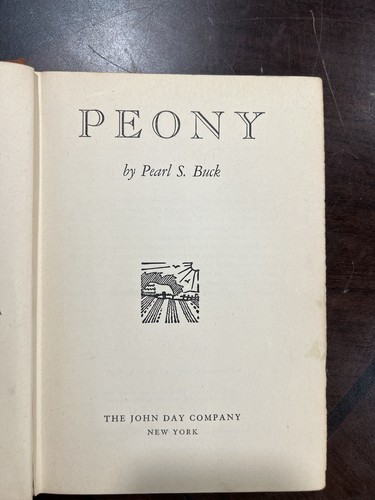 PEONY
by Pearl S. Buck
THE JOHN DAY COMPANY
NEW YORK